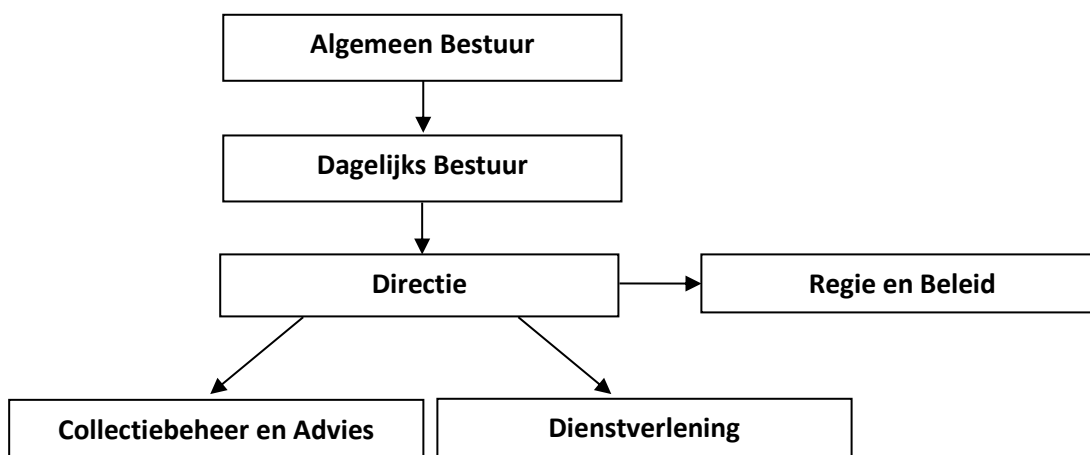 Algemeen Bestuur
Dagelijks Bestuur
Directie
Regie en Beleid
Collectiebeheer en Advies
Dienstverlening